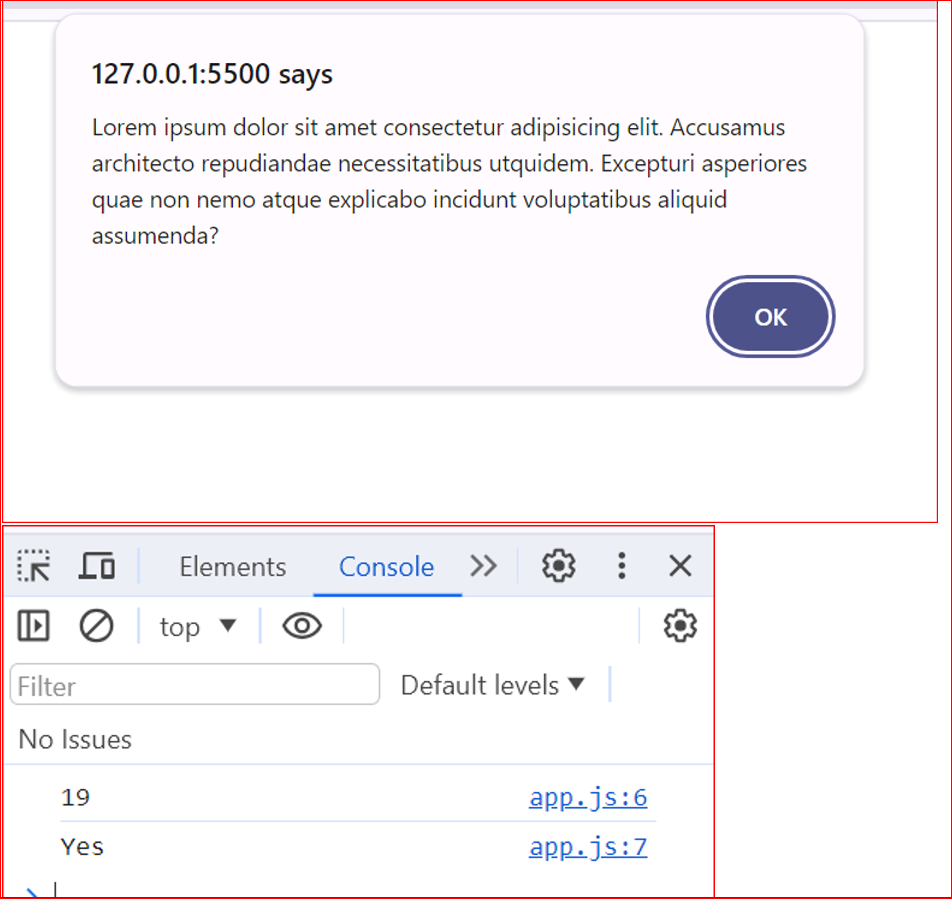 127.0.0.1:5500 says
Lorem ipsum dolor sit amet consectetur adipisicing elit. Accusamus
architecto repudiandae necessitatibus utquidem. Excepturi asperiores
quae non nemo atque explicabo incidunt voluptatibus aliquid
assumenda?
OK
Elements Console
top
Filter Default levels
No Issues
19 app.js:6
Yes app.js:7